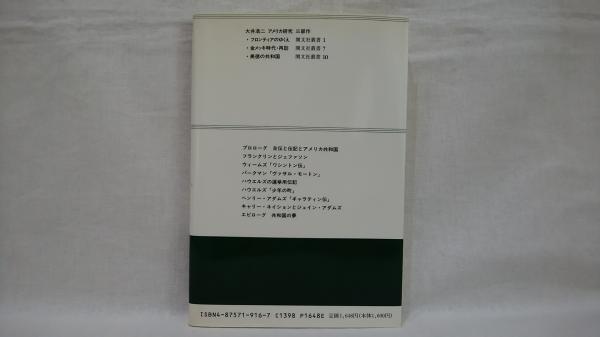 大井浩二 アメリカ研究 三部作
・フロンティアのゆくえ 開文社叢書 1
・金メッキ時代・再訪 開文社叢書 7
・美徳の共和国 開文社叢書 10
プロローグ 自伝と伝記とアメリカ共和国
フランクリンとジェファソン
ウィームズ「ワシントン伝」
パークマン「ヴァサル・モートン」
ハウエルズの選挙用伝記
ハウエルズ「少年の町」
ヘンリー・アダムズ「ギャラティン伝」
キャリー・ネイションとジェイン・アダムズ
エピローグ 共和国の夢
ISBN4-87571-916-7 C1398 P1648E 定価1,648円(本体1,600円)